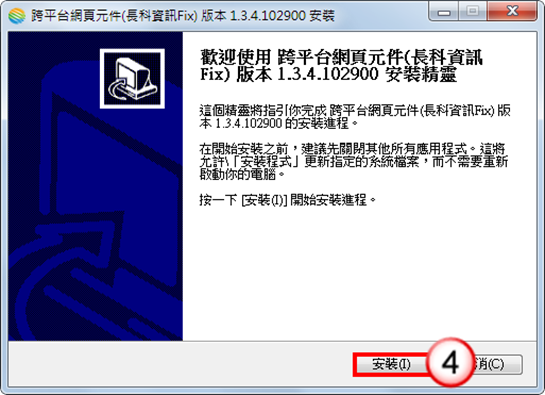 跨平台網頁元件(長科資訊Fix) 版本 1.3.4.102900 安裝
歡迎使用 跨平台網頁元件(長科資訊
Fix) 版本 1.3.4.102900 安裝精靈
這個精靈將指引你完成 跨平台網頁元件(長科資訊Fix) 版
本 1.3.4.102900 的安裝進程。
在開始安裝之前，建議先關閉其他所有應用程式。這將
允許\「安裝程式」更新指定的系統檔案，而不需要重新
啟動你的電腦。
按一下 [安裝(I)] 開始安裝進程。
安裝(I)
4
消(C)